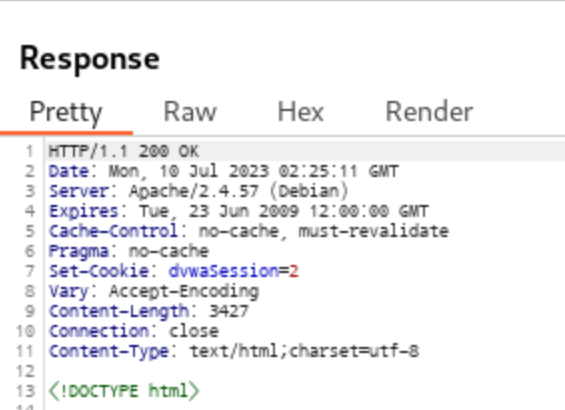 Response
Pretty Raw Hex Render
1 HTTP/1.1 200 OK
2 Date: Mon, 10 Jul 2023 02:25:11 GMT
3 Server: Apache/2.4.57 (Debian)
4 Expires: Tue, 23 Jun 2009 12:00:00 GMT
5 Cache-Control: no-cache, must-revalidate
6 Pragma: no-cache
7 Set-Cookie: dvwaSession=2
8 Vary: Accept-Encoding
9 Content-Length: 3427
10 Connection: close
11 Content-Type: text/html;charset=utf-8
12
13 <!DOCTYPE html>
14